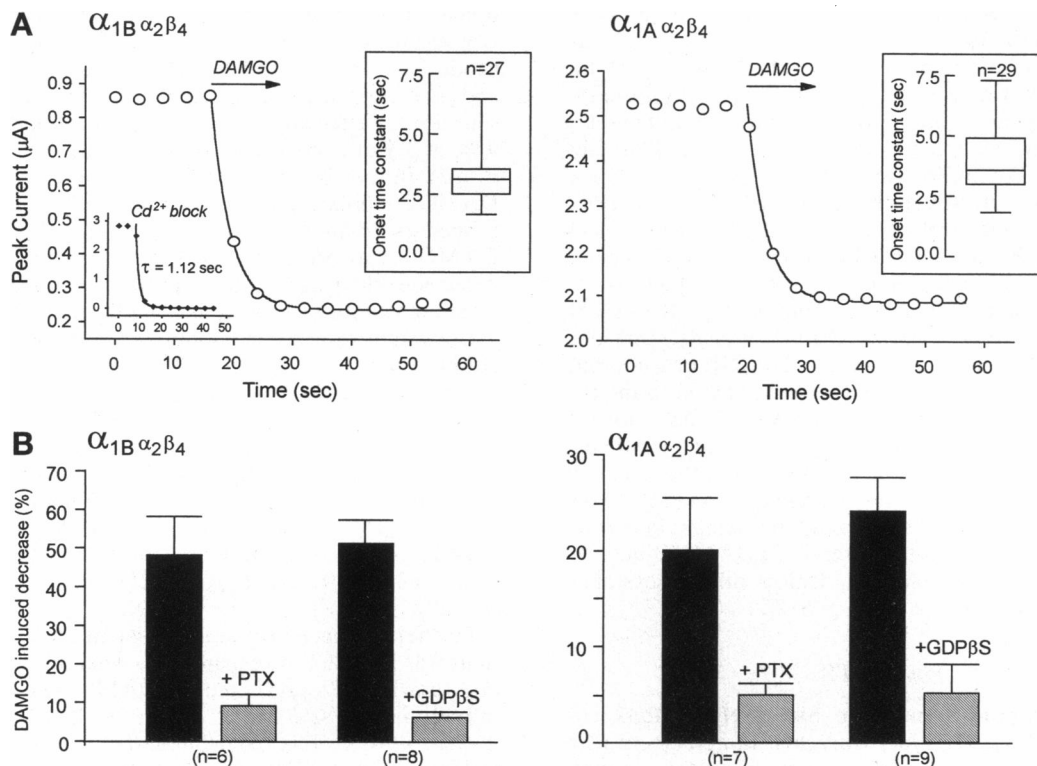 A
α1B α2β4
Peak Current (μA)
0.9
0.8
0.7
0.6
0.5
0.4
0.3
0.2
DAMGO
Cd2+ block
τ = 1.12 sec
3
2
1
0
0 10 20 30 40 50
n=27
Onset time constant (sec)
7.5
5.0
2.5
0.0
0 10 20 30 40 50 60
Time (sec)
α1A α2β4
2.6
2.5
2.4
2.3
2.2
2.1
2.0
DAMGO
n=29
Onset time constant (sec)
7.5
5.0
2.5
0.0
0 10 20 30 40 50 60
Time (sec)
B
α1B α2β4
DAMGO induced decrease (%)
70
60
50
40
30
20
10
0
+ PTX
+GDPβS
(n=6) (n=8)
α1A α2β4
30
20
10
0
+ PTX
+GDPβS
(n=7) (n=9)